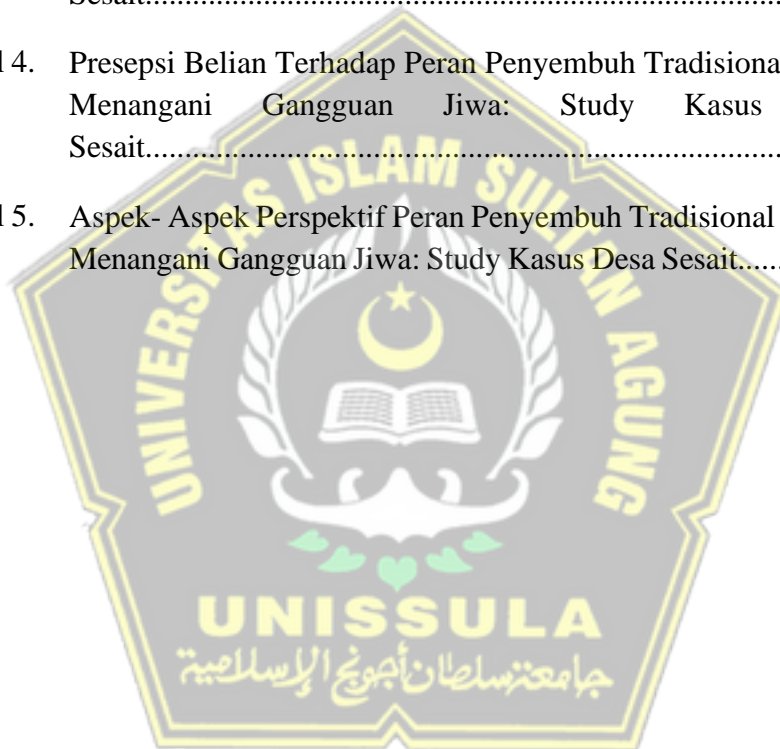 Sesait
14. Presepsi Belian Terhadap Peran Penyembuh Tradisiona
Menangani Gangguan Jiwa: Study Kasus
Sesait
15. Aspek- Aspek Perspektif Peran Penyembuh Tradisional
Menangani Gangguan Jiwa: Study Kasus Desa Sesait
UNIVERSITAS ISLAM SULTAN AGUNG
UNISSULA
جامعة سلطان أجونج الإسلامية